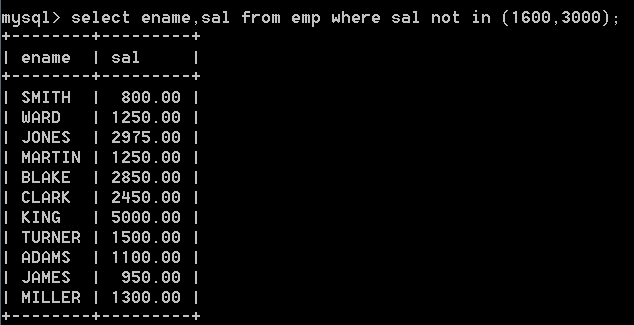 mysql> select ename,sal from emp where sal not in (1600,3000);
+--------+---------+
| ename  | sal     |
+--------+---------+
| SMITH  |  800.00 |
| WARD   | 1250.00 |
| JONES  | 2975.00 |
| MARTIN | 1250.00 |
| BLAKE  | 2850.00 |
| CLARK  | 2450.00 |
| KING   | 5000.00 |
| TURNER | 1500.00 |
| ADAMS  | 1100.00 |
| JAMES  |  950.00 |
| MILLER | 1300.00 |
+--------+---------+